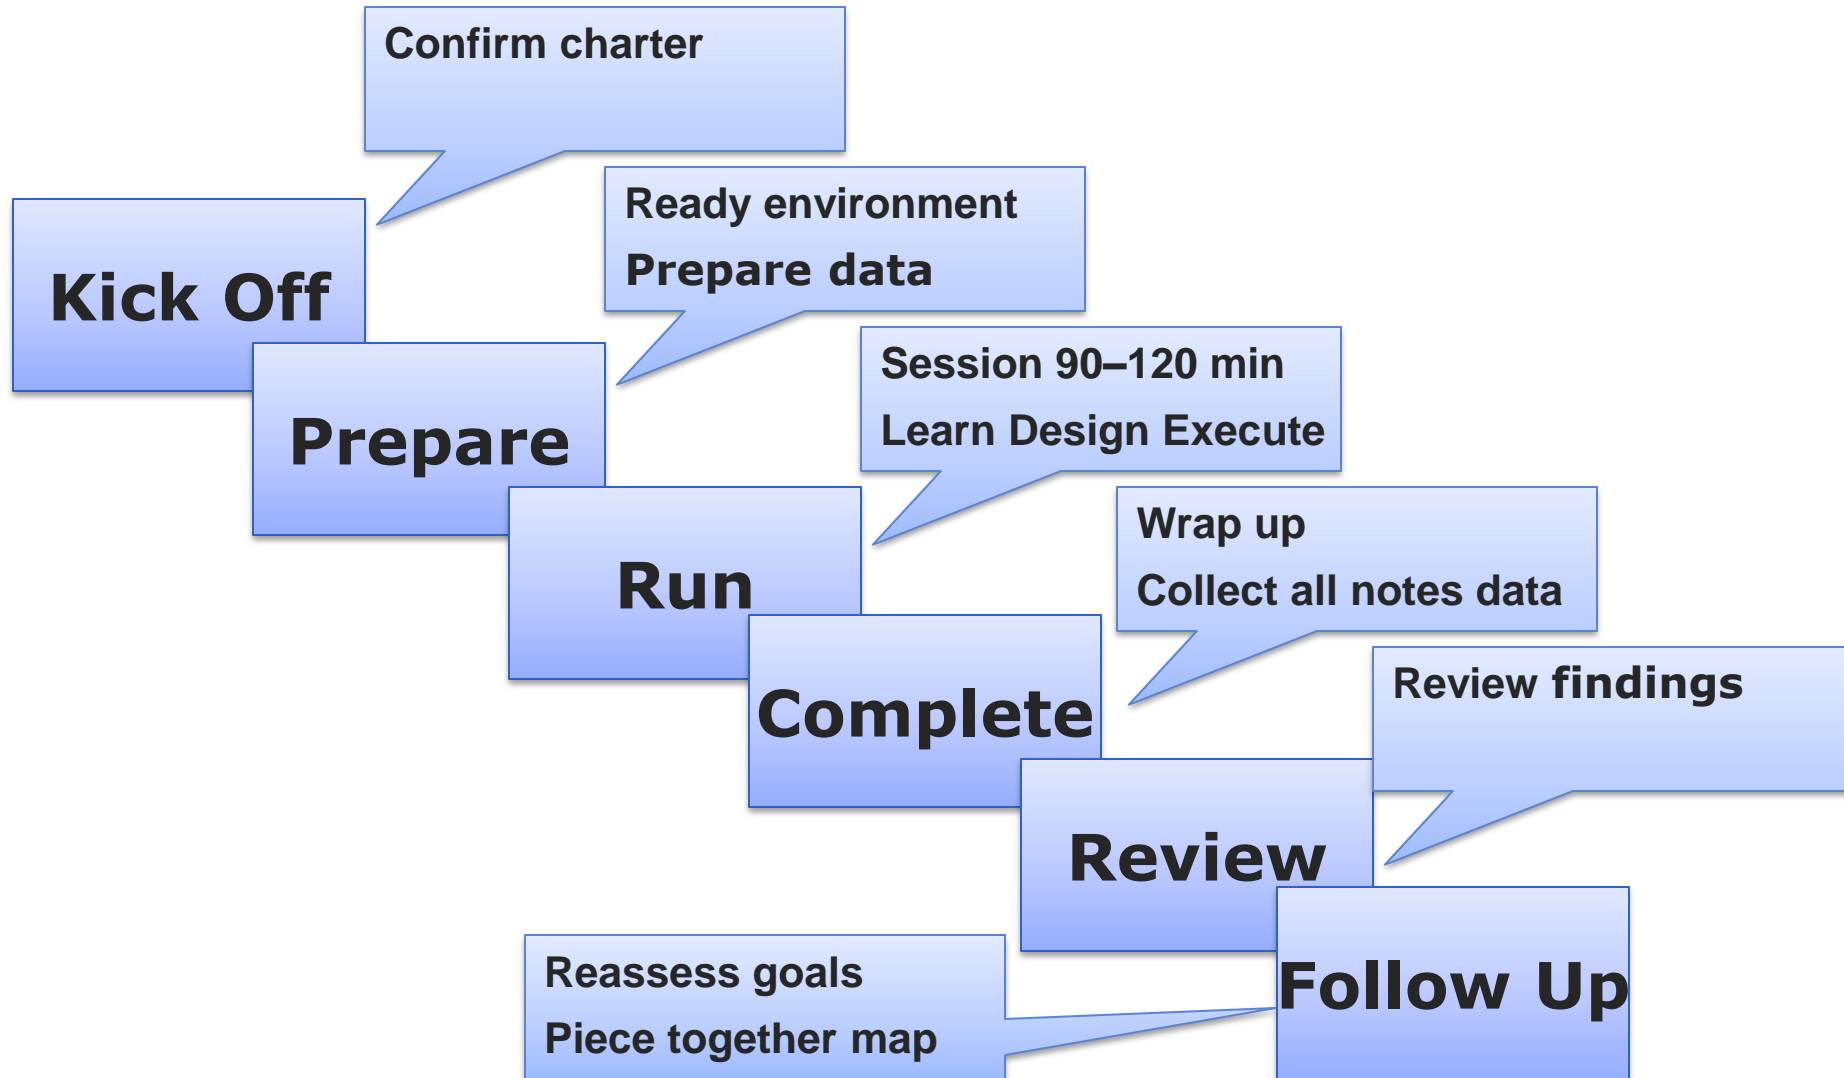 Confirm charter
Kick Off
Ready environment
Prepare data
Prepare
Session 90–120 min
Learn Design Execute
Run
Wrap up
Collect all notes data
Complete
Review findings
Review
Follow Up
Reassess goals
Piece together map